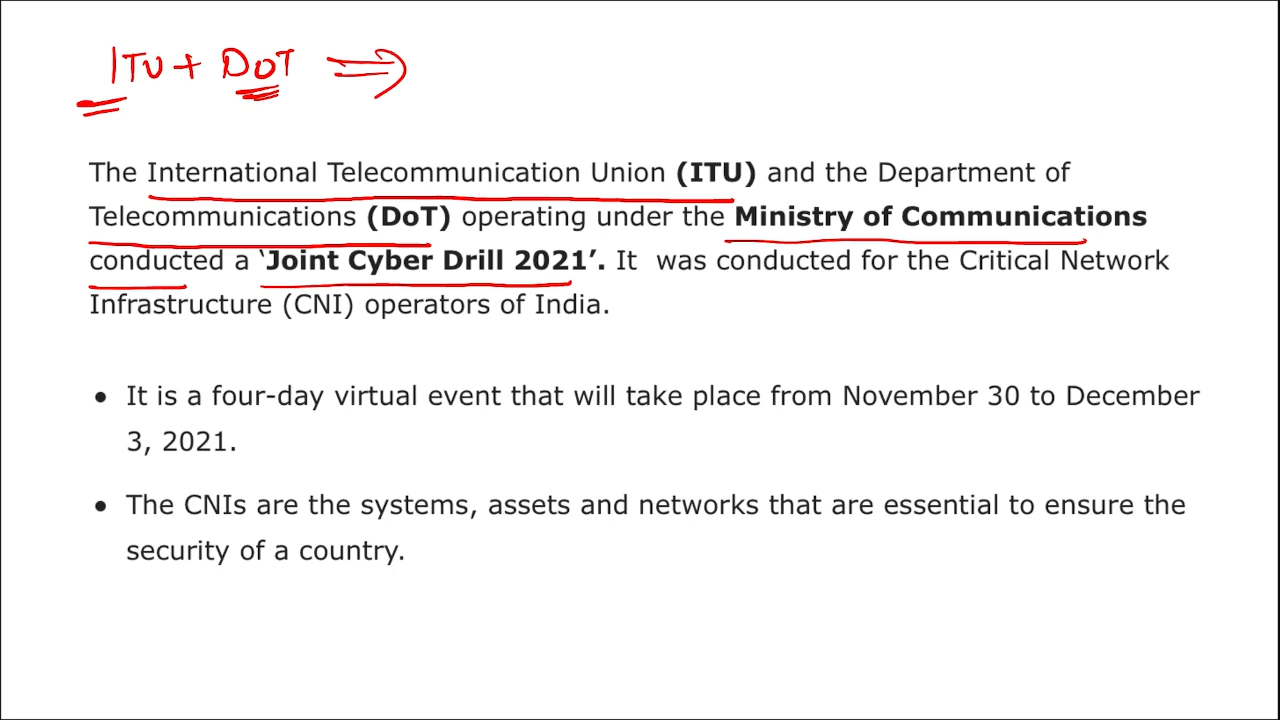 ITU + DOT ⇒
The International Telecommunication Union (ITU) and the Department of
Telecommunications (DoT) operating under the Ministry of Communications
conducted a ‘Joint Cyber Drill 2021’. It was conducted for the Critical Network
Infrastructure (CNI) operators of India.
• It is a four-day virtual event that will take place from November 30 to December
3, 2021.
• The CNIs are the systems, assets and networks that are essential to ensure the
security of a country.